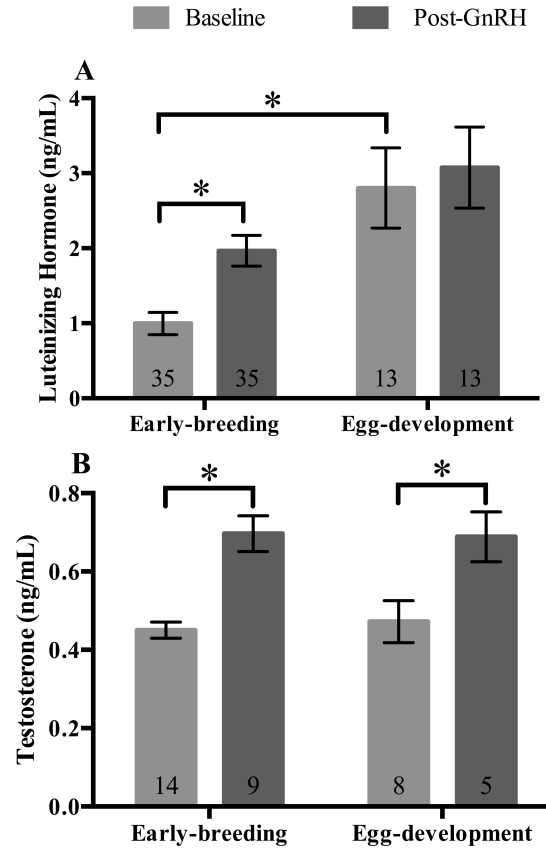 Baseline Post-GnRH
A
*
*
Luteinizing Hormone (ng/mL)
4
3
2
1
0
35 35 13 13
Early-breeding Egg-development
B
* *
Testosterone (ng/mL)
0.8
0.6
0.4
0.2
0.0
14 9 8 5
Early-breeding Egg-development